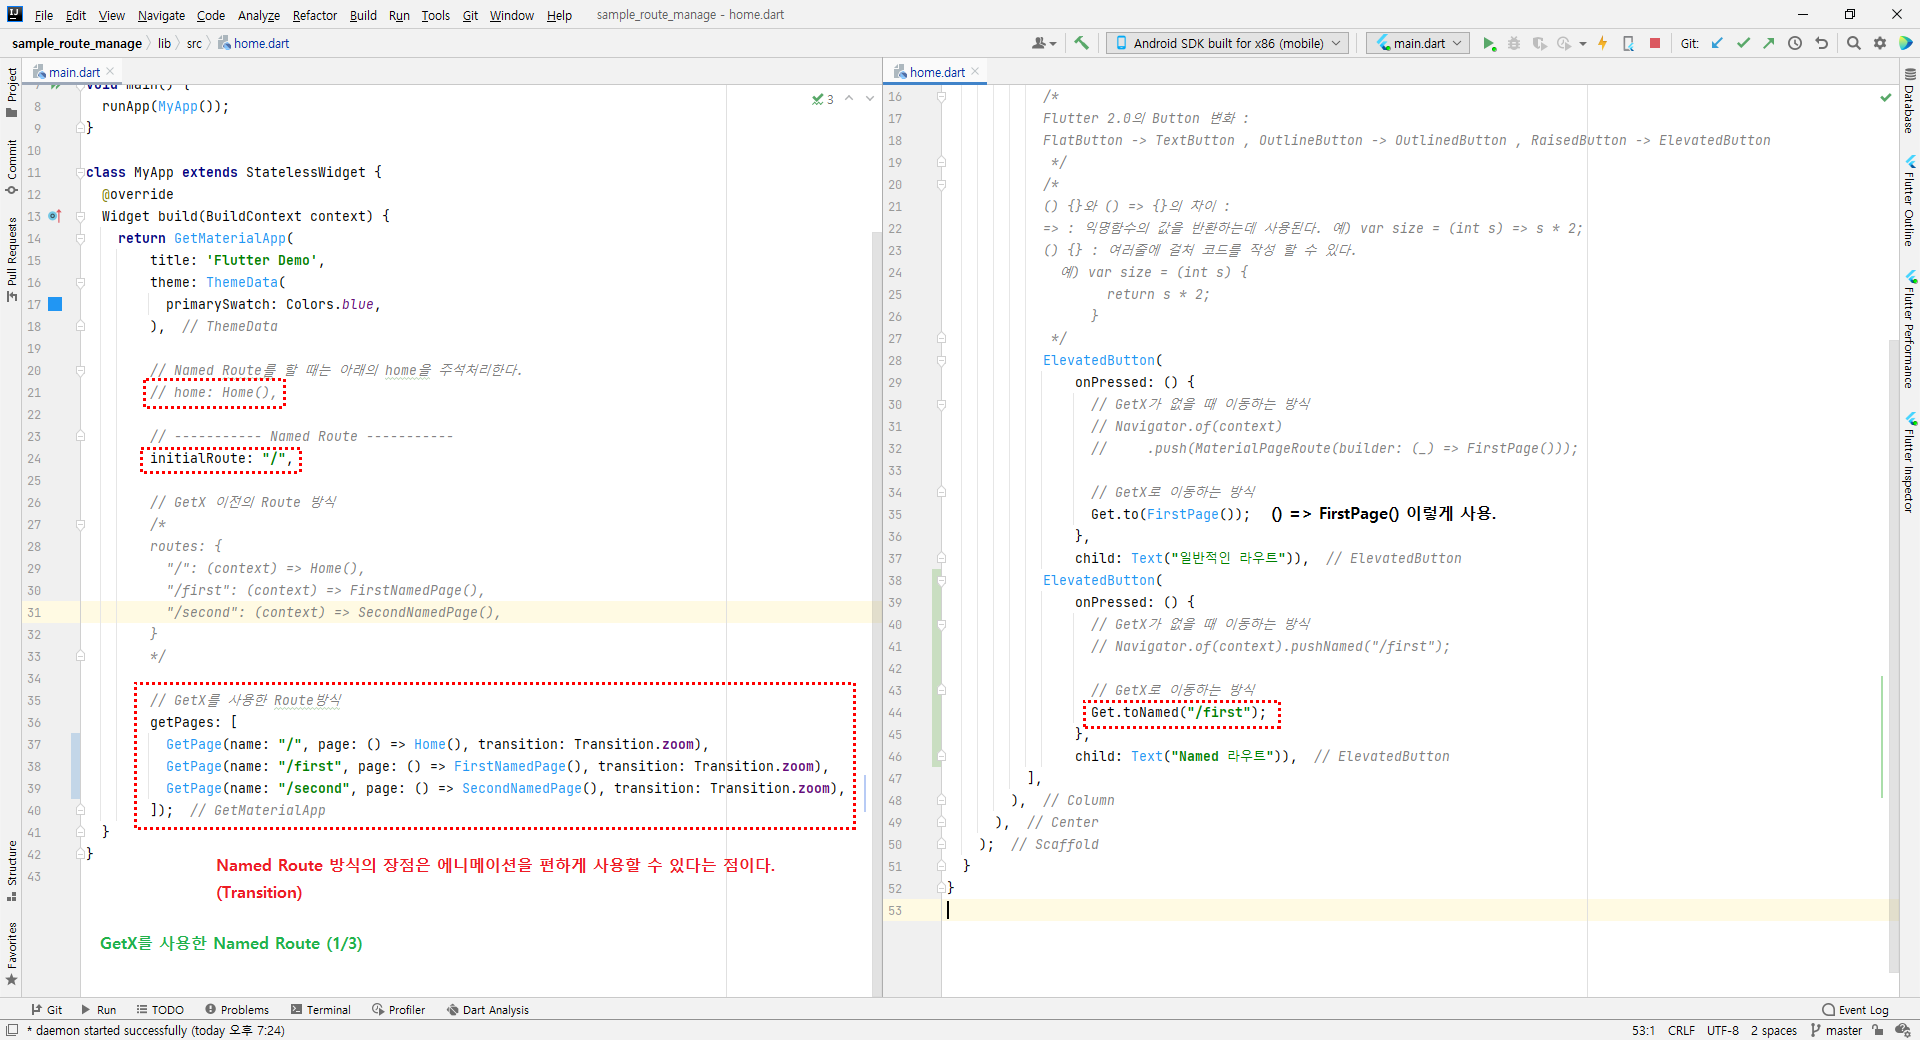 File Edit View Navigate Code Analyze Refactor Build Run Tools Git Window Help sample_route_manage - home.dart
sample_route_manage lib src home.dart
Android SDK built for x86 (mobile) main.dart Git:
main.dart
home.dart
Project
Commit
Pull Requests
Structure
Favorites
7 void main() {
8 runApp(MyApp());
9 }
10
11 class MyApp extends StatelessWidget {
12 @override
13 Widget build(BuildContext context) {
14 return GetMaterialApp(
15 title: 'Flutter Demo',
16 theme: ThemeData(
17 primarySwatch: Colors.blue,
18 ), // ThemeData
19
20 // Named Route를 할 때는 아래의 home을 주석처리한다.
21 // home: Home(),
22
23 // ----------- Named Route -----------
24 initialRoute: "/",
25
26 // GetX 이전의 Route 방식
27 /*
28 routes: {
29 "/": (context) => Home(),
30 "/first": (context) => FirstNamedPage(),
31 "/second": (context) => SecondNamedPage(),
32 }
33 */
34
35 // GetX를 사용한 Route방식
36 getPages: [
37 GetPage(name: "/", page: () => Home(), transition: Transition.zoom),
38 GetPage(name: "/first", page: () => FirstNamedPage(), transition: Transition.zoom),
39 GetPage(name: "/second", page: () => SecondNamedPage(), transition: Transition.zoom),
40 ]); // GetMaterialApp
41 }
42 }
43
3
Named Route 방식의 장점은 에니메이션을 편하게 사용할 수 있다는 점이다.
(Transition)
GetX를 사용한 Named Route (1/3)
16 /*
17 Flutter 2.0의 Button 변화 :
18 FlatButton -> TextButton , OutlineButton -> OutlinedButton , RaisedButton -> ElevatedButton
19 */
20 /*
21 () {}와 () => {}의 차이 :
22 => : 익명함수의 값을 반환하는데 사용된다. 예) var size = (int s) => s * 2;
23 () {} : 여러줄에 걸처 코드를 작성 할 수 있다.
24 예) var size = (int s) {
25 return s * 2;
26 }
27 */
28 ElevatedButton(
29 onPressed: () {
30 // GetX가 없을 때 이동하는 방식
31 // Navigator.of(context)
32 // .push(MaterialPageRoute(builder: (_) => FirstPage()));
33
34 // GetX로 이동하는 방식
35 Get.to(FirstPage()); () => FirstPage() 이렇게 사용.
36 },
37 child: Text("일반적인 라우트")), // ElevatedButton
38 ElevatedButton(
39 onPressed: () {
40 // GetX가 없을 때 이동하는 방식
41 // Navigator.of(context).pushNamed("/first");
42
43 // GetX로 이동하는 방식
44 Get.toNamed("/first");
45 },
46 child: Text("Named 라우트")), // ElevatedButton
47 ],
48 ), // Column
49 ), // Center
50 ); // Scaffold
51 }
52 }
53
Database
Flutter Outline
Flutter Performance
Flutter Inspector
Git Run TODO Problems Terminal Profiler Dart Analysis Event Log
* daemon started successfully (today 오후 7:24) 53:1 CRLF UTF-8 2 spaces master